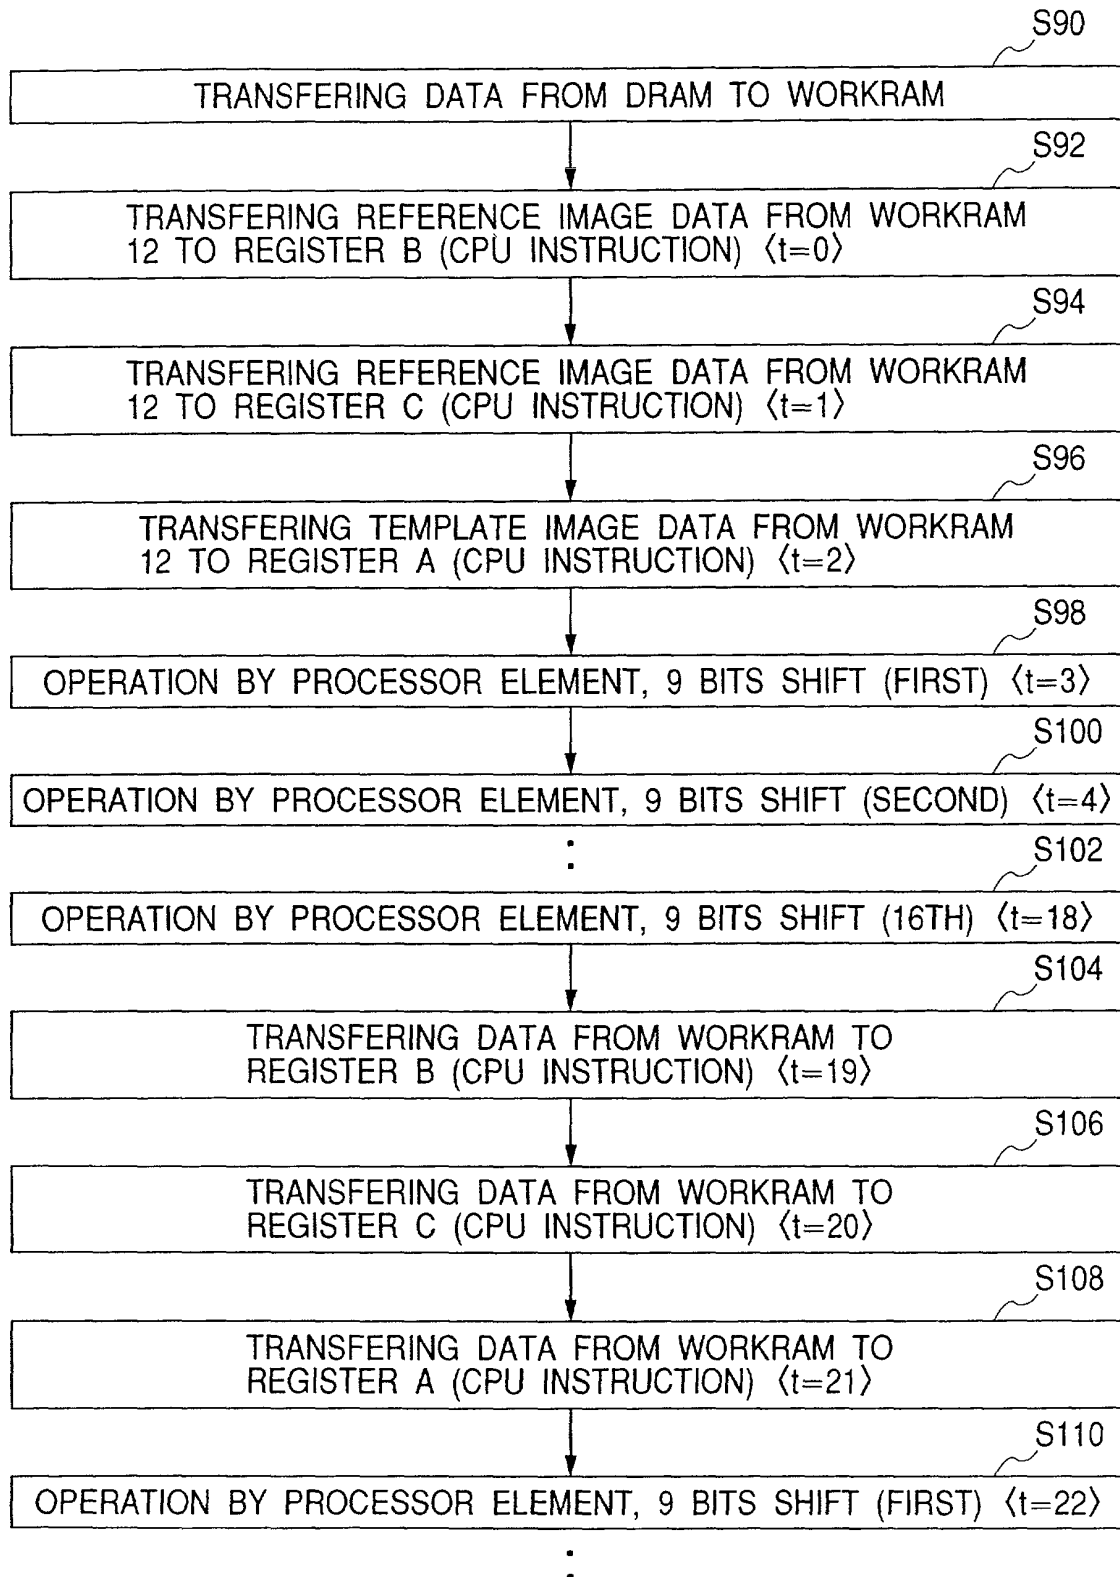 S90
TRANSFERING DATA FROM DRAM TO WORKRAM
S92
TRANSFERING REFERENCE IMAGE DATA FROM WORKRAM
12 TO REGISTER B (CPU INSTRUCTION) 〈t=0〉
S94
TRANSFERING REFERENCE IMAGE DATA FROM WORKRAM
12 TO REGISTER C (CPU INSTRUCTION) 〈t=1〉
S96
TRANSFERING TEMPLATE IMAGE DATA FROM WORKRAM
12 TO REGISTER A (CPU INSTRUCTION) 〈t=2〉
S98
OPERATION BY PROCESSOR ELEMENT, 9 BITS SHIFT (FIRST) 〈t=3〉
S100
OPERATION BY PROCESSOR ELEMENT, 9 BITS SHIFT (SECOND) 〈t=4〉
S102
OPERATION BY PROCESSOR ELEMENT, 9 BITS SHIFT (16TH) 〈t=18〉
S104
TRANSFERING DATA FROM WORKRAM TO
REGISTER B (CPU INSTRUCTION) 〈t=19〉
S106
TRANSFERING DATA FROM WORKRAM TO
REGISTER C (CPU INSTRUCTION) 〈t=20〉
S108
TRANSFERING DATA FROM WORKRAM TO
REGISTER A (CPU INSTRUCTION) 〈t=21〉
S110
OPERATION BY PROCESSOR ELEMENT, 9 BITS SHIFT (FIRST) 〈t=22〉